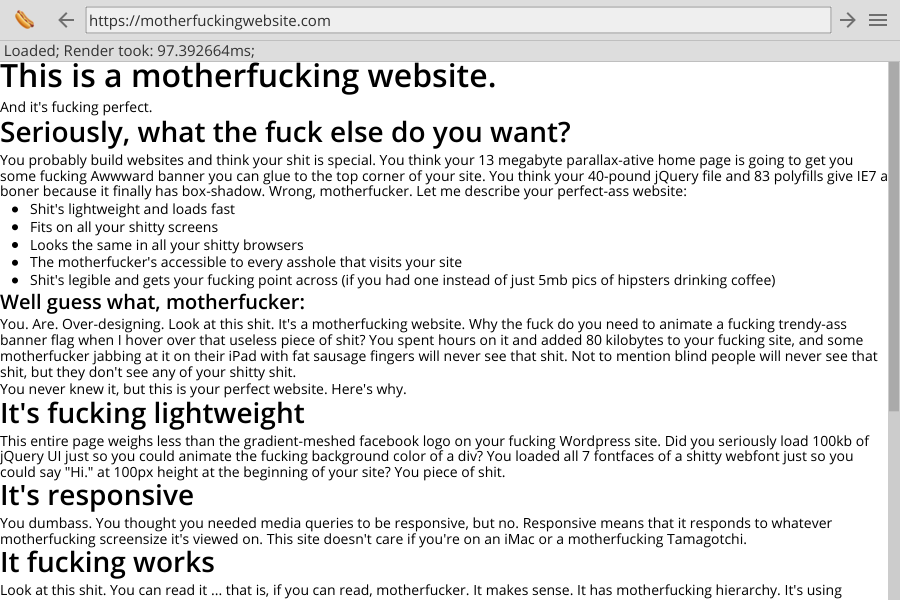 https://motherfuckingwebsite.com
Loaded; Render took: 97.392664ms;
This is a motherfucking website.
And it's fucking perfect.
Seriously, what the fuck else do you want?
You probably build websites and think your shit is special. You think your 13 megabyte parallax-ative home page is going to get you
some fucking Awwward banner you can glue to the top corner of your site. You think your 40-pound jQuery file and 83 polyfills give IE7 a
boner because it finally has box-shadow. Wrong, motherfucker. Let me describe your perfect-ass website:
• Shit's lightweight and loads fast
• Fits on all your shitty screens
• Looks the same in all your shitty browsers
• The motherfucker's accessible to every asshole that visits your site
• Shit's legible and gets your fucking point across (if you had one instead of just 5mb pics of hipsters drinking coffee)
Well guess what, motherfucker:
You. Are. Over-designing. Look at this shit. It's a motherfucking website. Why the fuck do you need to animate a fucking trendy-ass
banner flag when I hover over that useless piece of shit? You spent hours on it and added 80 kilobytes to your fucking site, and some
motherfucker jabbing at it on their iPad with fat sausage fingers will never see that shit. Not to mention blind people will never see that
shit, but they don't see any of your shitty shit.
You never knew it, but this is your perfect website. Here's why.
It's fucking lightweight
This entire page weighs less than the gradient-meshed facebook logo on your fucking Wordpress site. Did you seriously load 100kb of
jQuery UI just so you could animate the fucking background color of a div? You loaded all 7 fontfaces of a shitty webfont just so you
could say "Hi." at 100px height at the beginning of your site? You piece of shit.
It's responsive
You dumbass. You thought you needed media queries to be responsive, but no. Responsive means that it responds to whatever
motherfucking screensize it's viewed on. This site doesn't care if you're on an iMac or a motherfucking Tamagotchi.
It fucking works
Look at this shit. You can read it ... that is, if you can read, motherfucker. It makes sense. It has motherfucking hierarchy. It's using